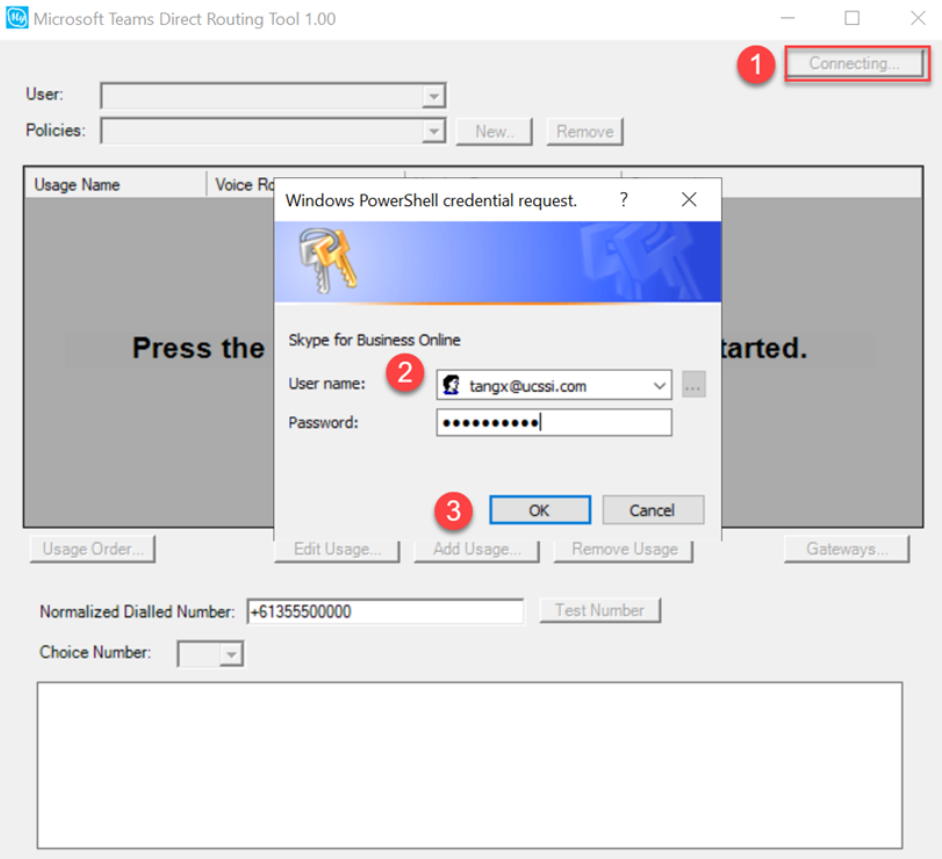 Microsoft Teams Direct Routing Tool 1.00
1 Connecting...
User:
Policies: New.. Remove
Usage Name Voice Ro
Windows PowerShell credential request. ?
Press the tarted.
Skype for Business Online
2
User name: tangx@ucssi.com ...
Password: ••••••••••
3 OK Cancel
Usage Order... Edit Usage... Add Usage... Remove Usage Gateways...
Normalized Dialled Number: +61355500000 Test Number
Choice Number: